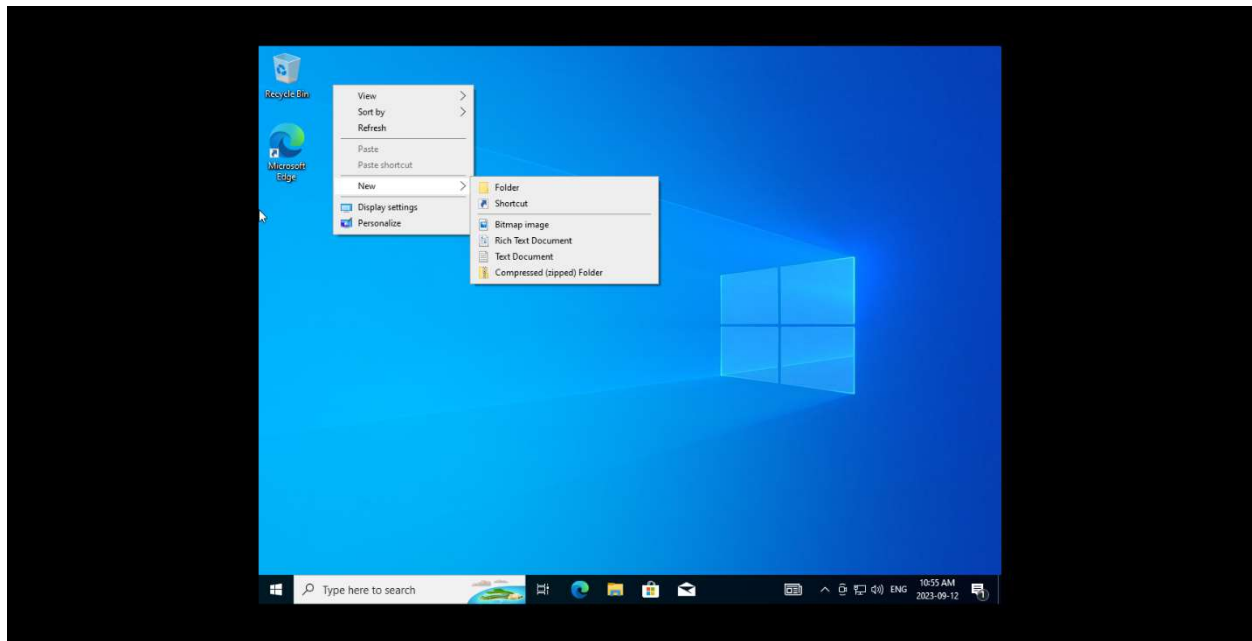 Recycle Bin
Microsoft
Edge
View
Sort by
Refresh
Paste
Paste shortcut
New
Display settings
Personalize
Folder
Shortcut
Bitmap image
Rich Text Document
Text Document
Compressed (zipped) Folder
Type here to search
ENG
10:55 AM
2023-09-12
1